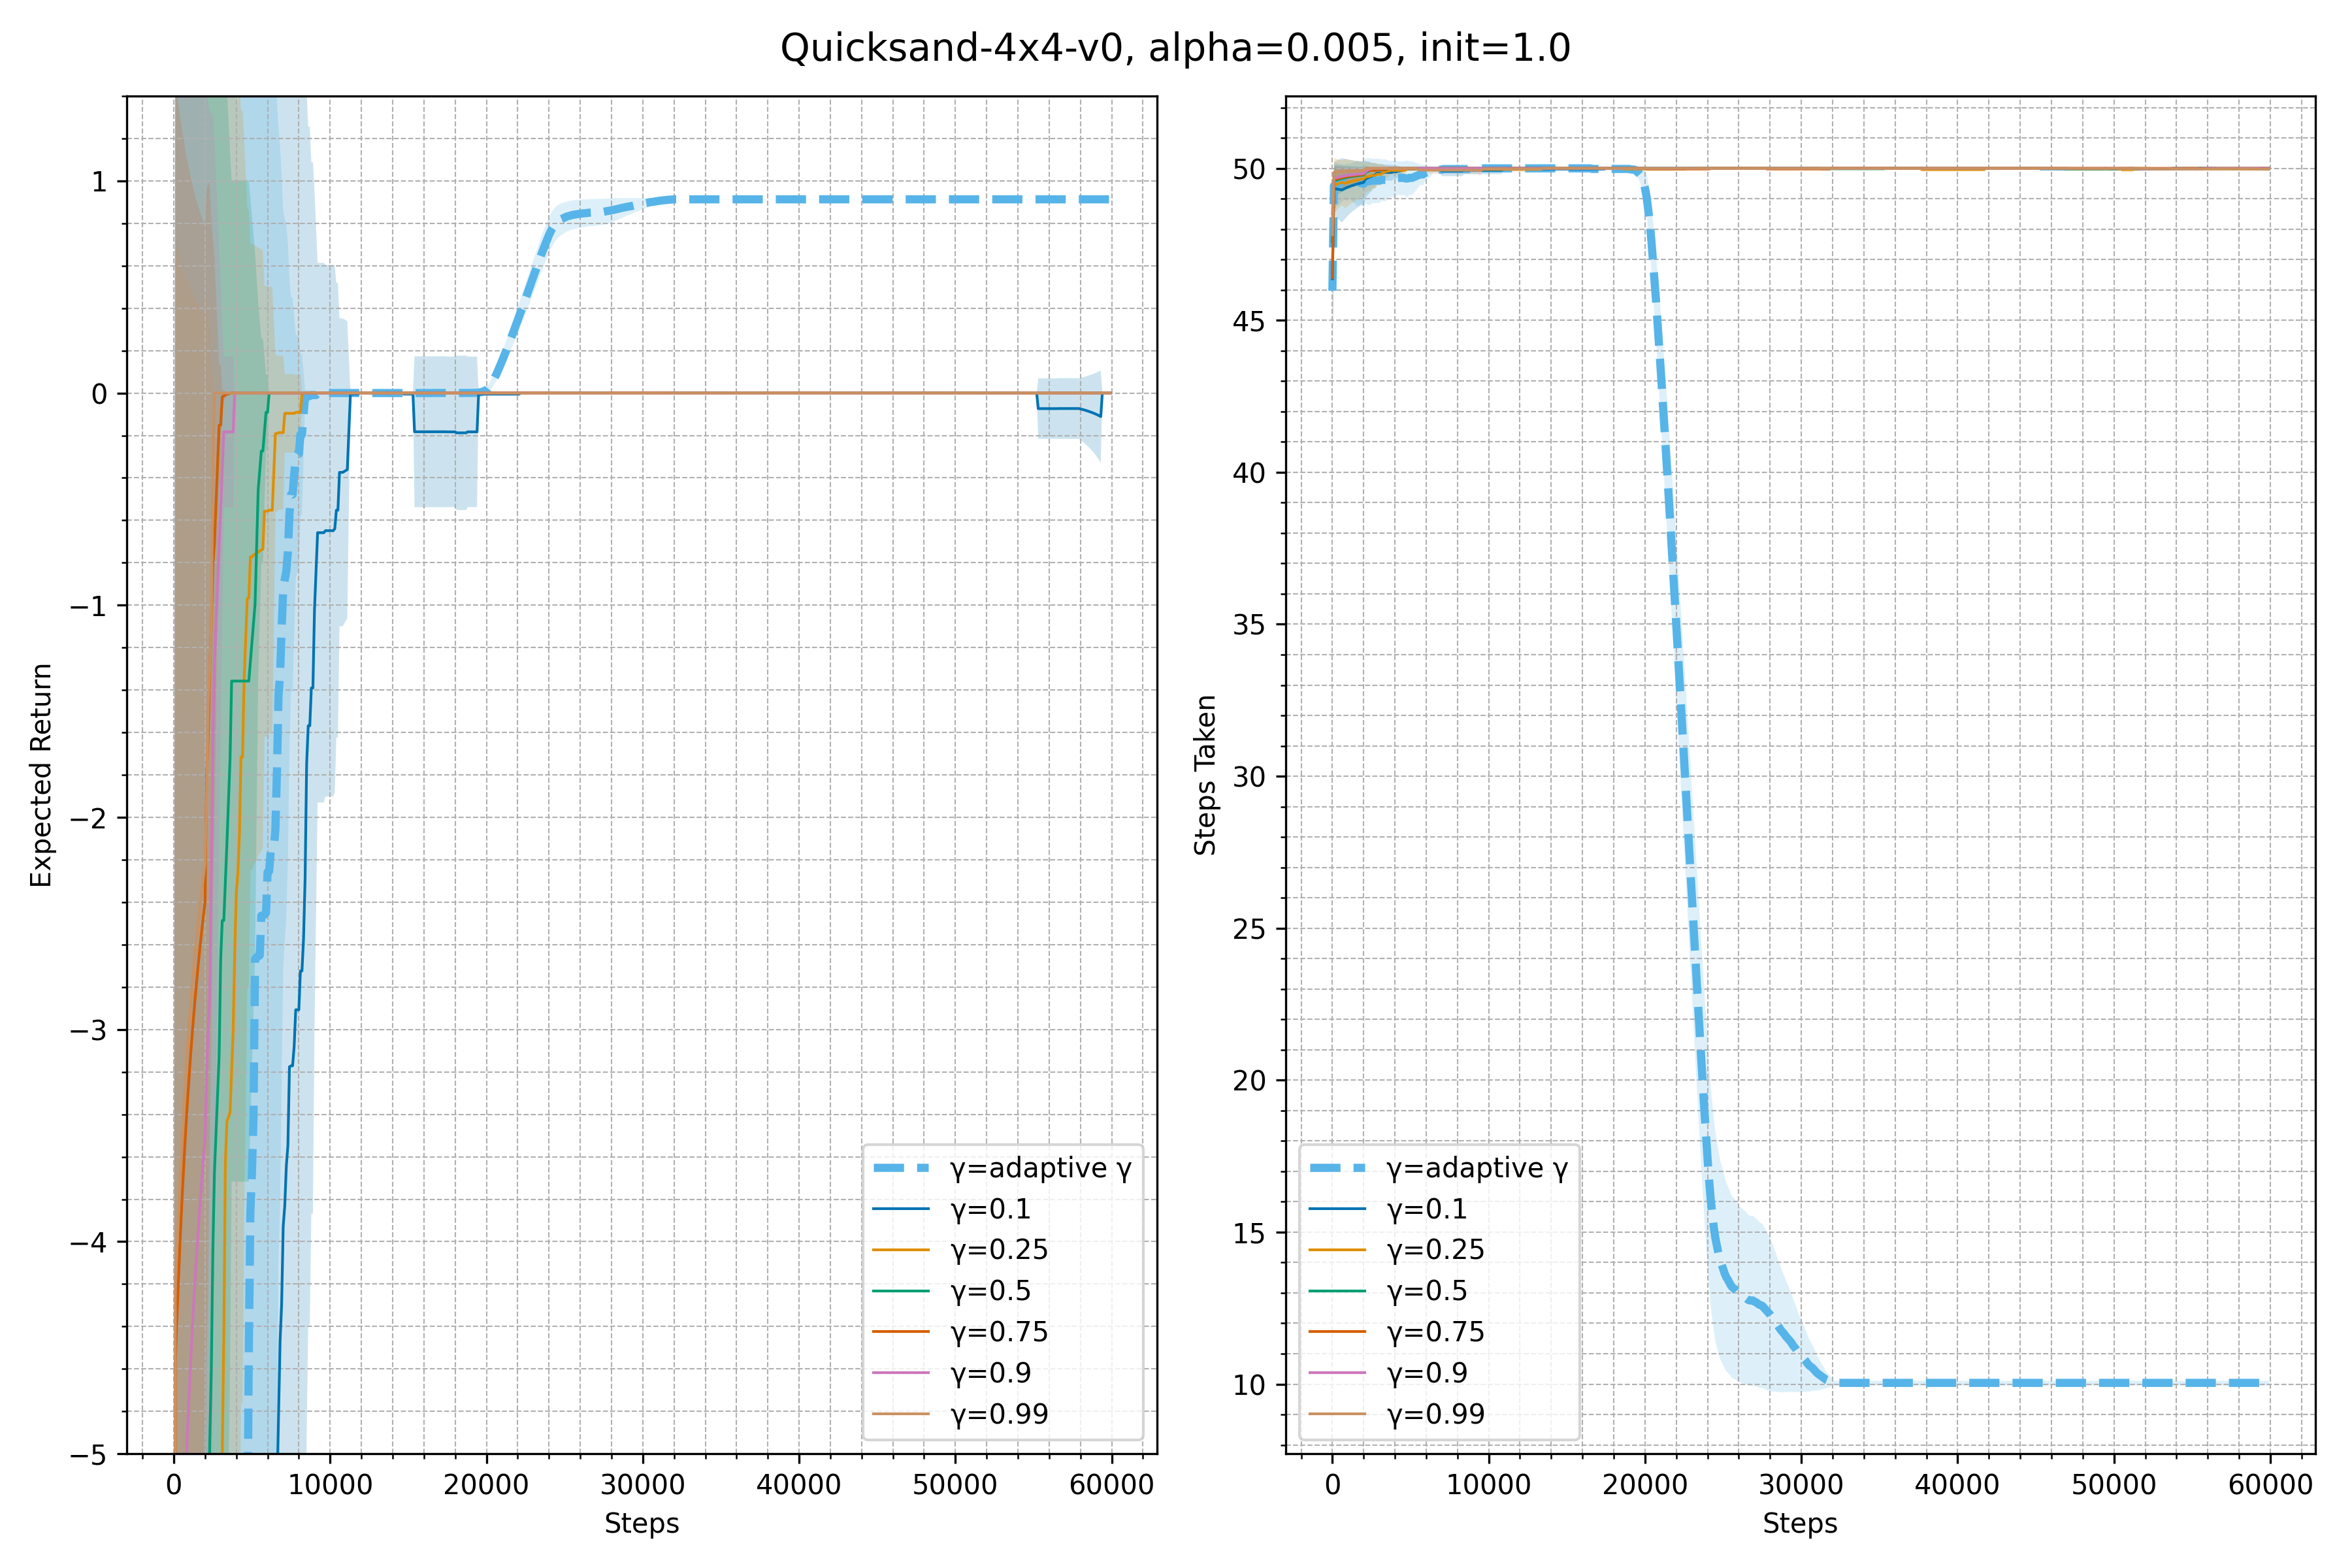 Quicksand-4x4-v0, alpha=0.005, init=1.0
Expected Return
1
0
−1
−2
−3
−4
−5
0 10000 20000 30000 40000 50000 60000
Steps
γ=adaptive γ
γ=0.1
γ=0.25
γ=0.5
γ=0.75
γ=0.9
γ=0.99
Steps Taken
50
45
40
35
30
25
20
15
10
0 10000 20000 30000 40000 50000 60000
Steps
γ=adaptive γ
γ=0.1
γ=0.25
γ=0.5
γ=0.75
γ=0.9
γ=0.99